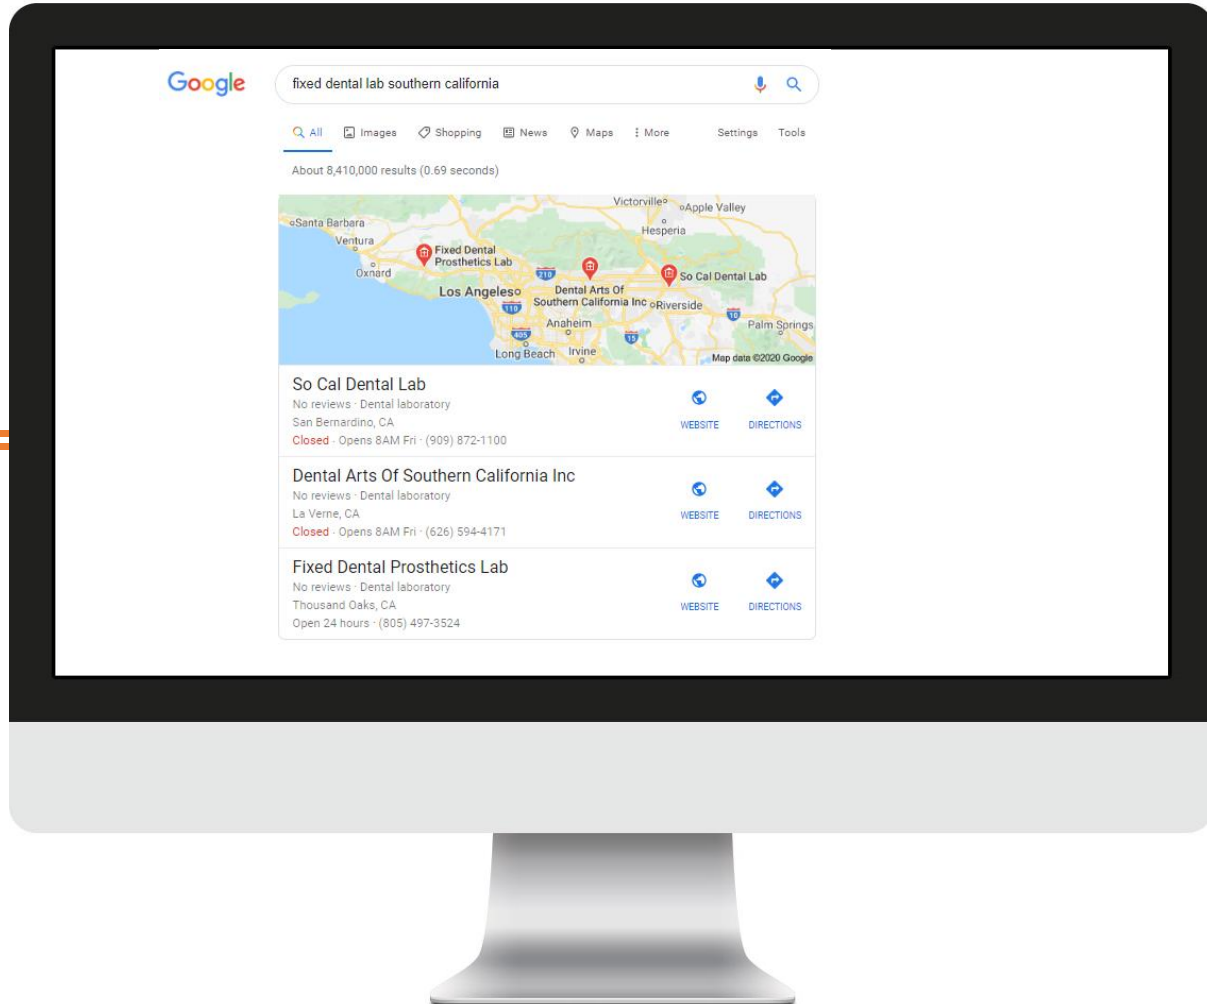 Google
fixed dental lab southern california
All Images Shopping News Maps More Settings Tools
About 8,410,000 results (0.69 seconds)
Victorville
Apple Valley
Santa Barbara
Hesperia
Ventura
Fixed Dental
Prosthetics Lab
Oxnard
210
So Cal Dental Lab
Los Angeles
Dental Arts Of
Southern California Inc
110
Riverside
10
Anaheim
Palm Springs
405
15
Long Beach
Irvine
Map data ©2020 Google
So Cal Dental Lab
No reviews · Dental laboratory
San Bernardino, CA
Closed · Opens 8AM Fri · (909) 872-1100
WEBSITE DIRECTIONS
Dental Arts Of Southern California Inc
No reviews · Dental laboratory
La Verne, CA
Closed · Opens 8AM Fri · (626) 594-4171
WEBSITE DIRECTIONS
Fixed Dental Prosthetics Lab
No reviews · Dental laboratory
Thousand Oaks, CA
Open 24 hours · (805) 497-3524
WEBSITE DIRECTIONS